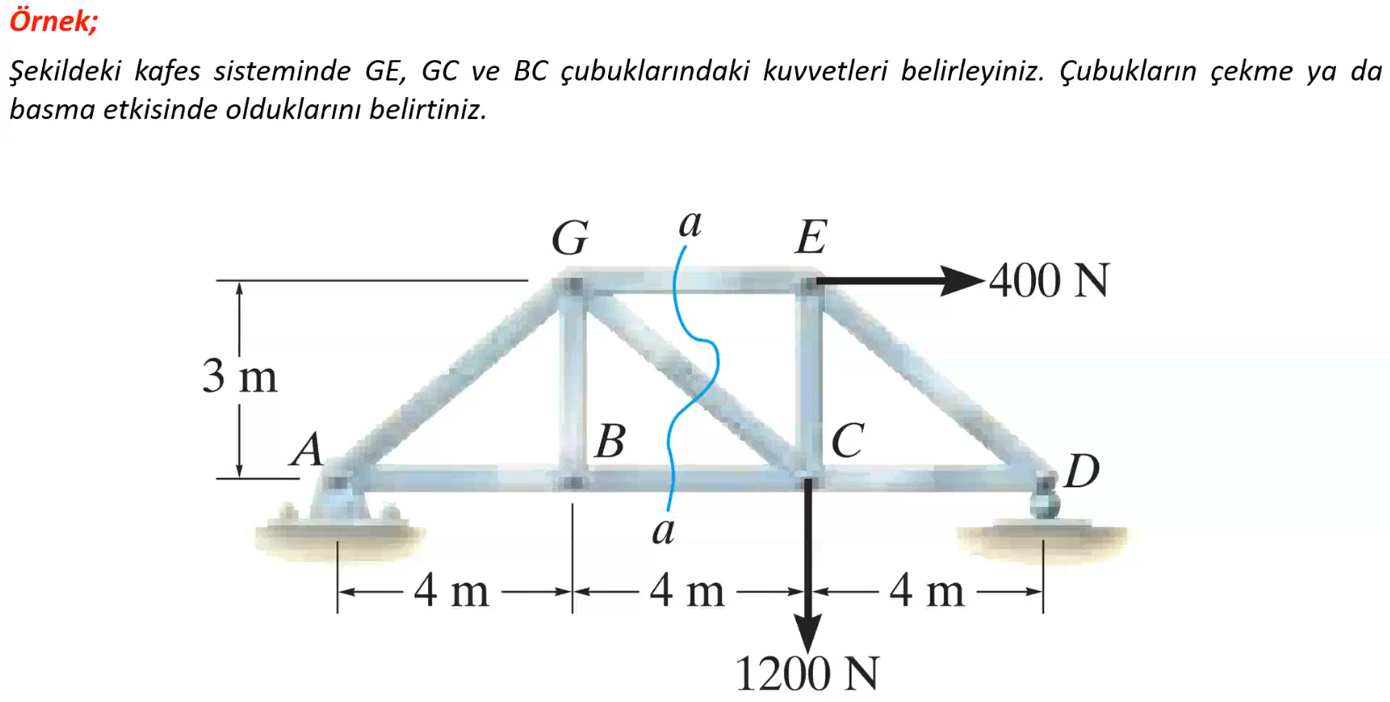 Örnek;
Şekildeki kafes sisteminde GE, GC ve BC çubuklarındaki kuvvetleri belirleyiniz. Çubukların çekme ya da
basma etkisinde olduklarını belirtiniz.
G
a
E
400 N
3 m
A
B
C
D
a
4 m
4 m
4 m
1200 N